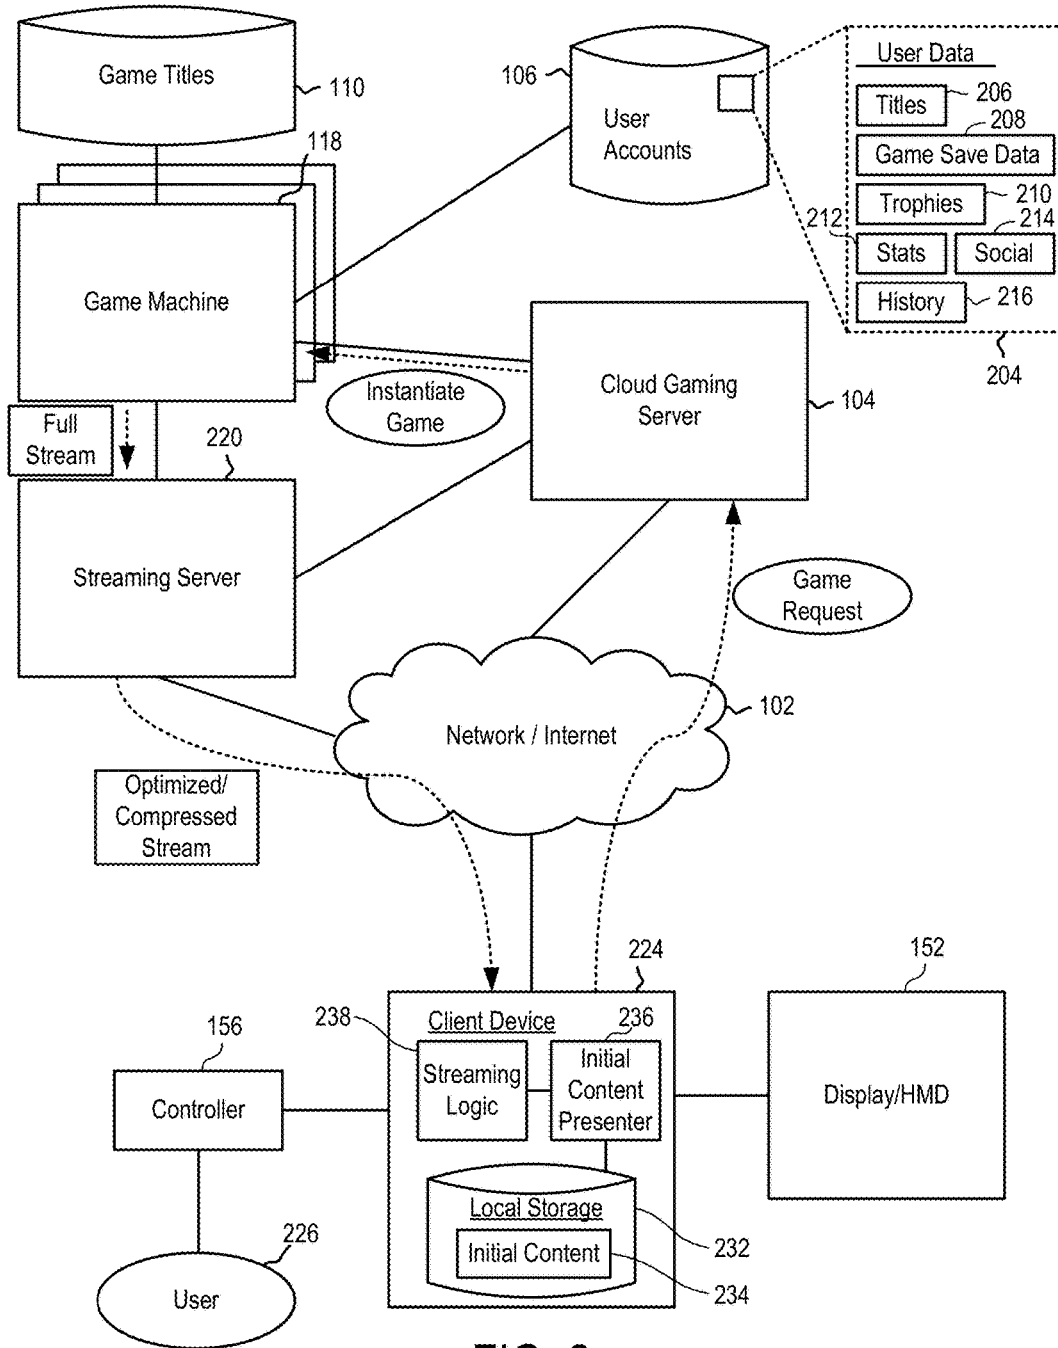 Game Titles
110
106
User
Accounts
User Data
Titles
206
208
Game Save Data
Trophies
210
212
214
Stats
Social
History
216
204
118
Game Machine
Instantiate
Game
Cloud Gaming
Server
104
Full
Stream
220
Streaming Server
Game
Request
Network / Internet
102
Optimized/
Compressed
Stream
224
152
Client Device
238
236
156
Streaming
Logic
Initial
Content
Presenter
Controller
Display/HMD
Local Storage
232
Initial Content
234
226
User